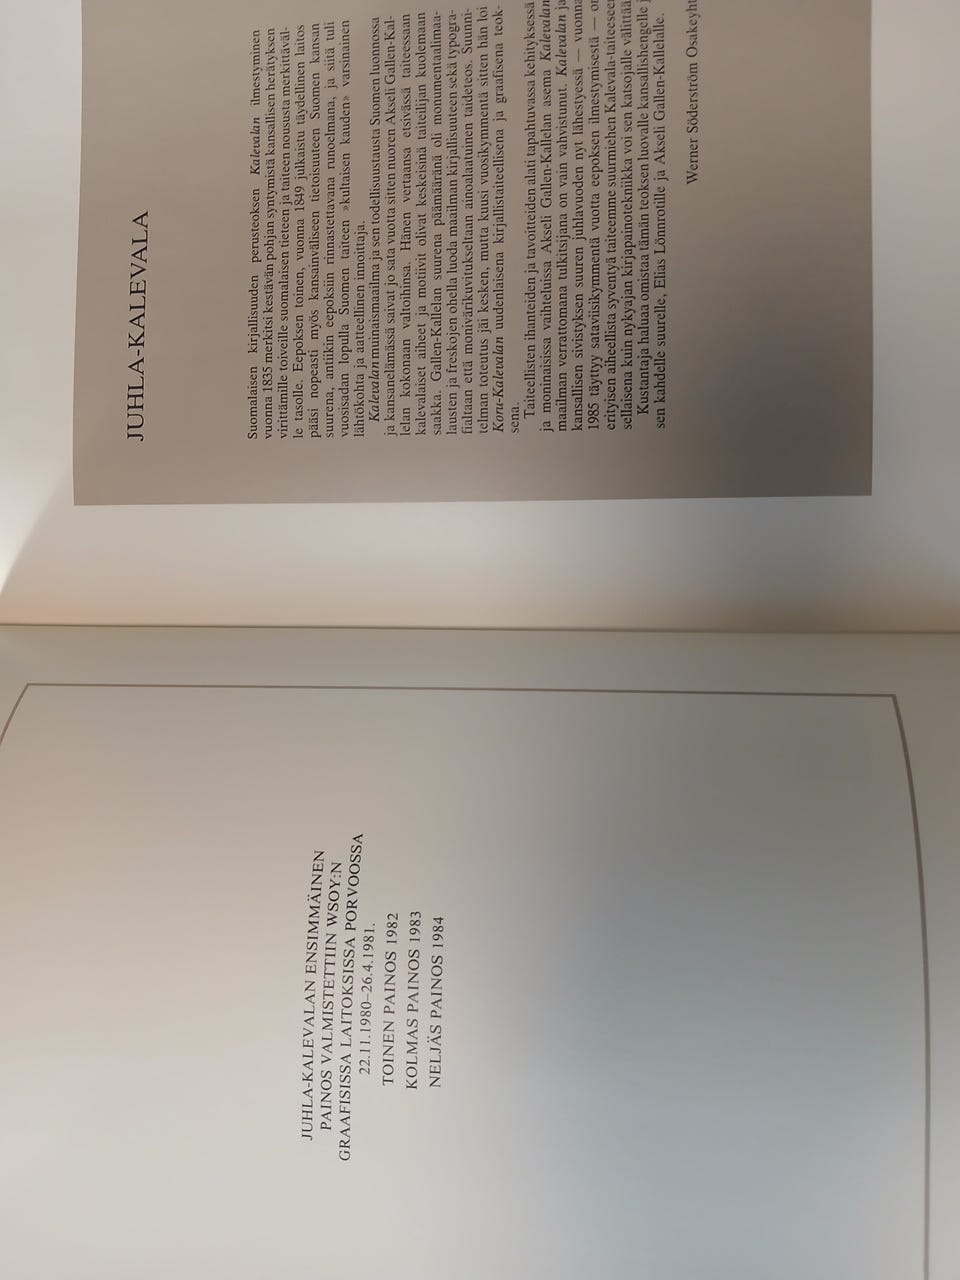 JUHLA-KALEVALAN ENSIMMÄINEN
PAINOS VALMISTETTIIN WSOY:N
GRAAFISISSA LAITOKSISSA PORVOOSSA
22.11.1980–26.4.1981.
TOINEN PAINOS 1982
KOLMAS PAINOS 1983
NELJÄS PAINOS 1984
JUHLA-KALEVALA
Suomalaisen kirjallisuuden perusteoksen Kalevalan ilmestyminen
vuonna 1835 merkitsi kestävän pohjan syntymistä kansallisen herätyksen
virittämille toiveille suomalaisen tieteen ja taiteen noususta merkittäväl-
le tasolle. Eepoksen toinen, vuonna 1849 julkaistu täydellinen laitos
pääsi nopeasti myös kansainväliseen tietoisuuteen Suomen kansan
suurena, antiikin eepoksiin rinnastettavana runoelmana, ja siitä tuli
vuosisadan lopulla Suomen taiteen »kultaisen kauden» varsinainen
lähtökohta ja aatteellinen innoittaja.
Kalevalan muinaismaailma ja sen todellisuustausta Suomen luonnossa
ja kansanelämässä saivat jo sata vuotta sitten nuoren Akseli Gallen-Kal-
lelan kokonaan valtoihinsa. Hänen vertaansa etsivässä taiteessaan
kalevalaiset aiheet ja motiivit olivat keskeisinä taiteilijan kuolemaan
saakka. Gallen-Kallelan suurena päämääränä oli monumentaalimaa-
lausten ja freskojen ohella luoda maailman kirjallisuuteen sekä typogra-
fialtaan että monivärikuvitukseltaan ainoalaatuinen taideteos. Suunni-
telman toteutus jäi kesken, mutta kuusi vuosikymmentä sitten hän loi
Koru-Kalevalan uudenlaisena kirjallistaiteellisena ja graafisena teok-
sena.
Taiteellisten ihanteiden ja tavoitteiden alati tapahtuvassa kehityksessä
ja moninaisissa vaiheluissa Akseli Gallen-Kallelan asema Kalevalan
maailman verrattomana tulkitsijana on vain vahvistunut. Kalevalan ja
kansallisen sivistyksen suuren juhlavuoden nyt lähestyessä — vuonna
1985 täyttyy sataviisikymmentä vuotta eepoksen ilmestymisestä — on
erityisen aiheellista syventyä taiteemme suurmiehen Kalevala-taiteeseen
sellaisena kuin nykyajan kirjapainotekniikka voi sen katsojalle välittää
Kustantaja haluaa omistaa tämän teoksen luovalle kansallishengelle
sen kahdelle suurelle, Elias Lönnrotille ja Akseli Gallen-Kallelalle.
Werner Söderström Osakeyht